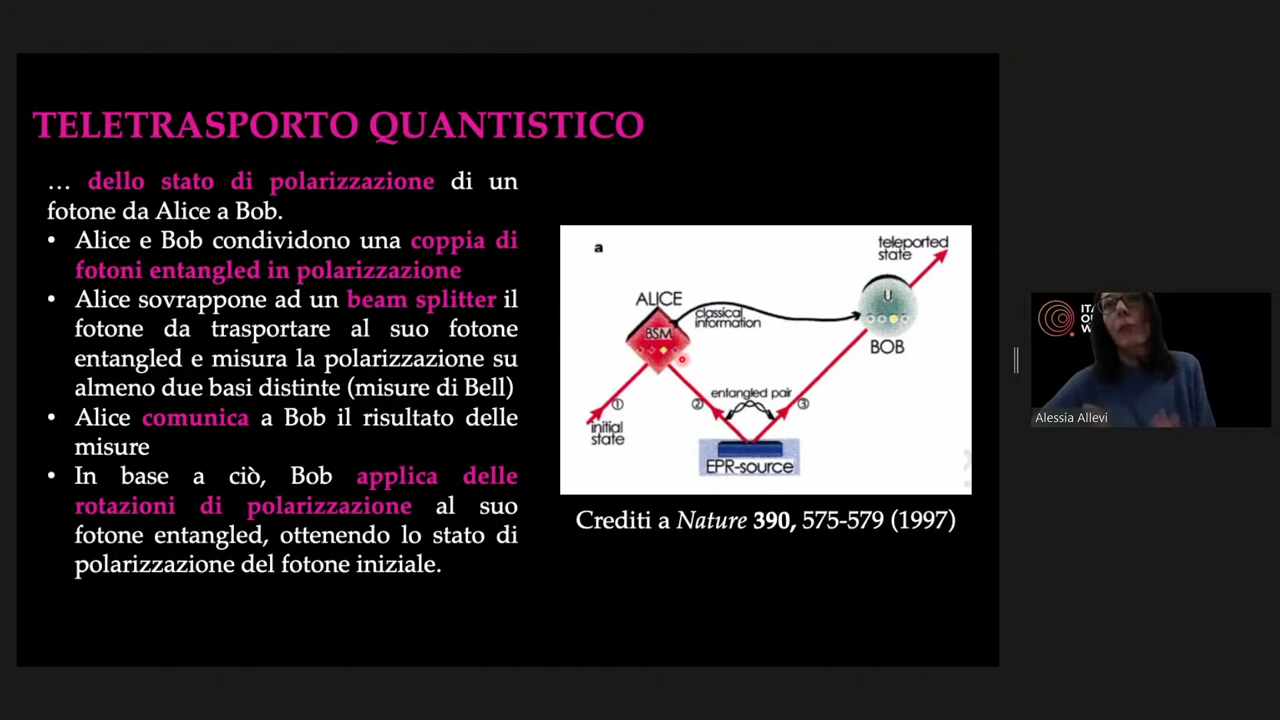 TELETRASPORTO QUANTISTICO
… dello stato di polarizzazione di un
fotone da Alice a Bob.
• Alice e Bob condividono una coppia di
fotoni entangled in polarizzazione
• Alice sovrappone ad un beam splitter il
fotone da trasportare al suo fotone
entangled e misura la polarizzazione su
almeno due basi distinte (misure di Bell)
• Alice comunica a Bob il risultato delle
misure
• In base a ciò, Bob applica delle
rotazioni di polarizzazione al suo
fotone entangled, ottenendo lo stato di
polarizzazione del fotone iniziale.
a
teleported
state
ALICE
classical
information
U
BSM
BOB
entangled pair
①
②
③
initial
state
EPR-source
Crediti a Nature 390, 575-579 (1997)
Alessia Allevi